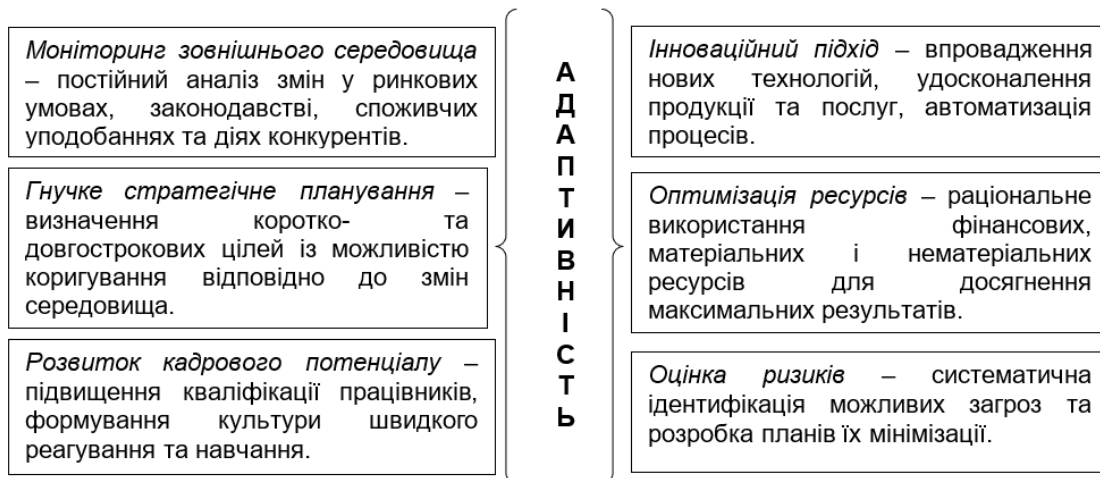 Моніторинг зовнішнього середовища
– постійний аналіз змін у ринкових
умовах, законодавстві, споживчих
уподобаннях та діях конкурентів.
Гнучке стратегічне планування –
визначення коротко- та
довгострокових цілей із можливістю
коригування відповідно до змін
середовища.
Розвиток кадрового потенціалу –
підвищення кваліфікації працівників,
формування культури швидкого
реагування та навчання.
А
Д
А
П
Т
И
В
Н
І
С
Т
Ь
Інноваційний підхід – впровадження
нових технологій, удосконалення
продукції та послуг, автоматизація
процесів.
Оптимізація ресурсів – раціональне
використання фінансових,
матеріальних і нематеріальних
ресурсів для досягнення
максимальних результатів.
Оцінка ризиків – систематична
ідентифікація можливих загроз та
розробка планів їх мінімізації.